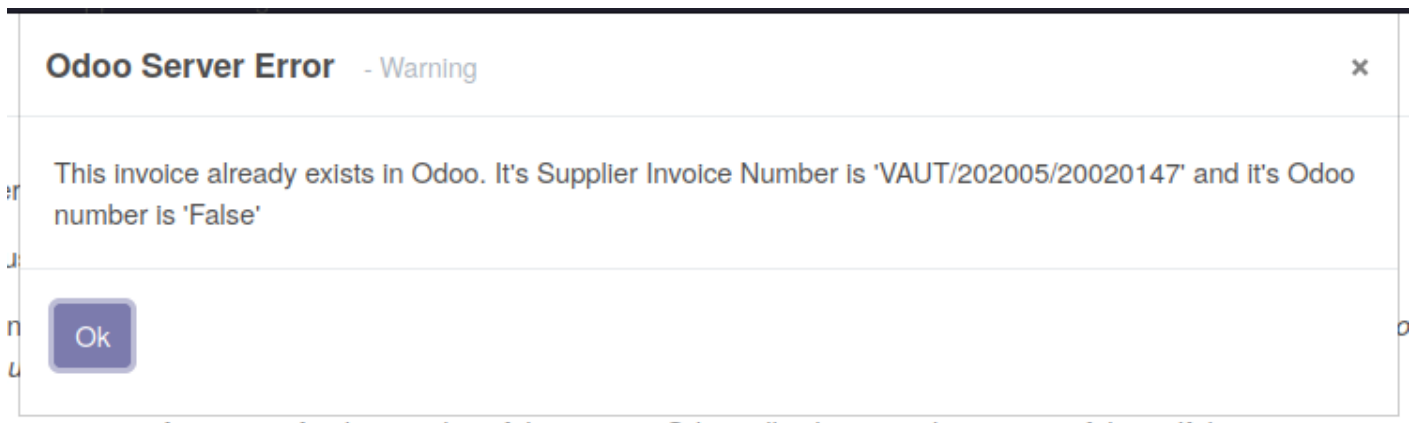 Odoo Server Error - Warning
×
This invoice already exists in Odoo. It's Supplier Invoice Number is 'VAUT/202005/20020147' and it's Odoo
number is 'False'
Ok